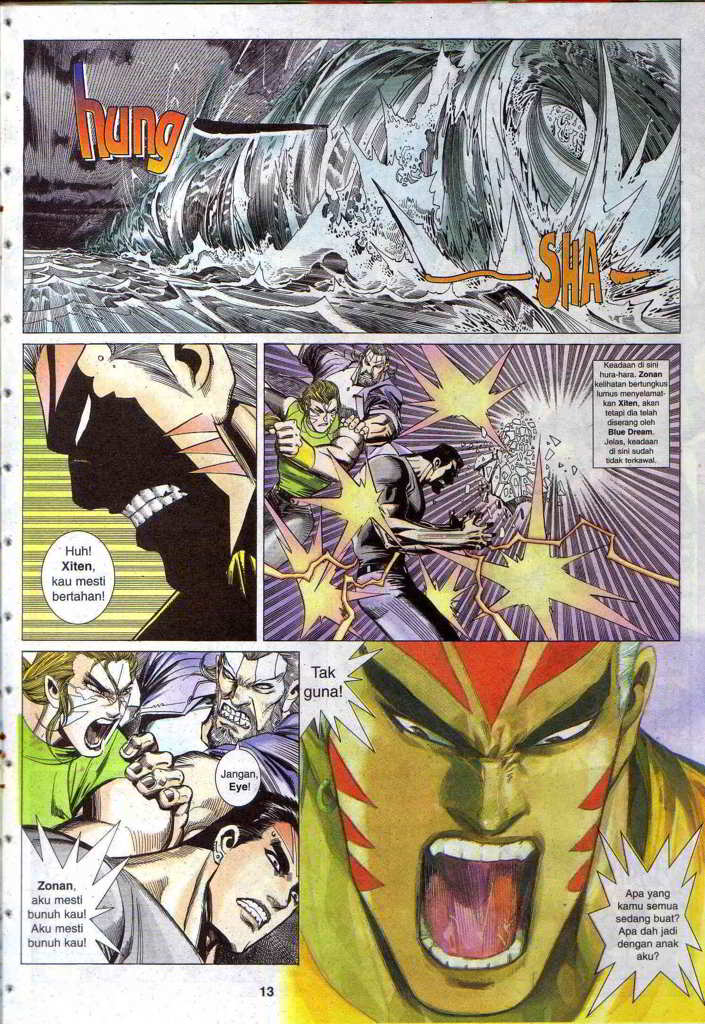 hung
SHA
Huh!
Xiten,
kau mesti
bertahan!
Keadaan di sini
hura-hara. Zonan
kelihatan bertungkus
lumus menyelamat-
kan Xiten, akan
tetapi dia telah
diserang oleh
Blue Dream.
Jelas, keadaan
di sini sudah
tidak terkawal.
Jangan,
Eye!
Zonan,
aku mesti
bunuh kau!
Aku mesti
bunuh kau!
Tak
guna!
Apa yang
kamu semua
sedang buat?
Apa dah jadi
dengan anak
aku?
13